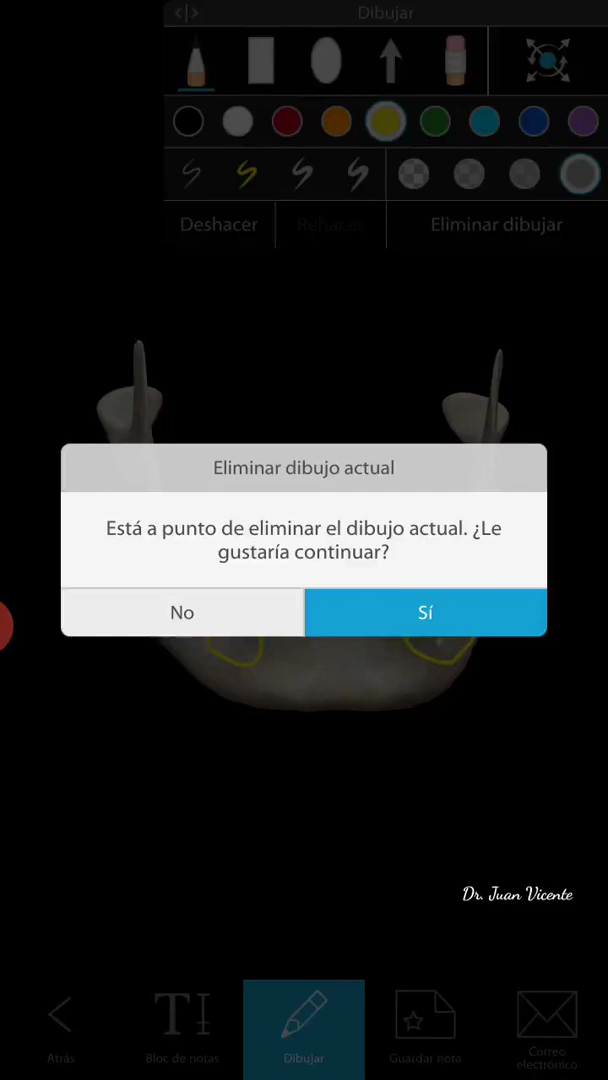 Dibujar
Deshacer
Rehacer
Eliminar dibujar
Eliminar dibujo actual
Está a punto de eliminar el dibujo actual. ¿Le
gustaría continuar?
No
Sí
Dr. Juan Vicente
Atrás
Bloc de notas
Dibujar
Guardar nota
Correo
electrónico